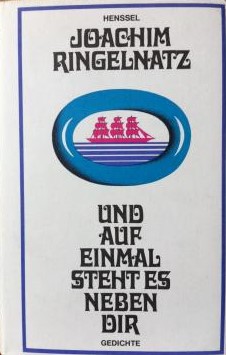 HENSSEL
JOACHIM
RINGELNATZ
UND
AUF
EINMAL
STEHT ES
NEBEN
DIR
GEDICHTE